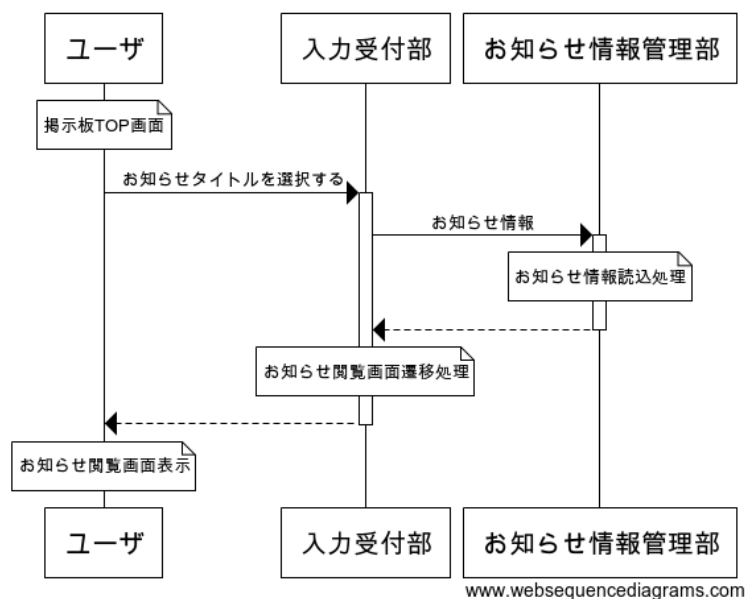 ユーザ
入力受付部
お知らせ情報管理部
掲示板TOP画面
お知らせタイトルを選択する
お知らせ情報
お知らせ情報読込処理
お知らせ閲覧画面遷移処理
お知らせ閲覧画面表示
ユーザ
入力受付部
お知らせ情報管理部
www.websequencediagrams.com